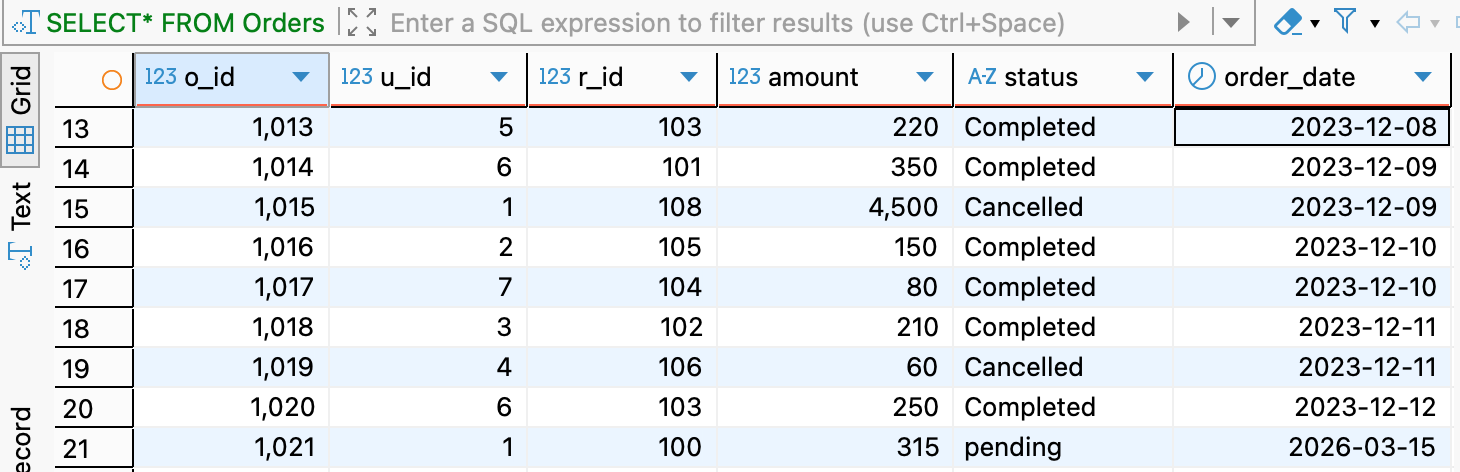 SELECT* FROM Orders Enter a SQL expression to filter results (use Ctrl+Space)
Grid
Text
ecord
123 o_id 123 u_id 123 r_id 123 amount A-Z status order_date
13 1,013 5 103 220 Completed 2023-12-08
14 1,014 6 101 350 Completed 2023-12-09
15 1,015 1 108 4,500 Cancelled 2023-12-09
16 1,016 2 105 150 Completed 2023-12-10
17 1,017 7 104 80 Completed 2023-12-10
18 1,018 3 102 210 Completed 2023-12-11
19 1,019 4 106 60 Cancelled 2023-12-11
20 1,020 6 103 250 Completed 2023-12-12
21 1,021 1 100 315 pending 2026-03-15